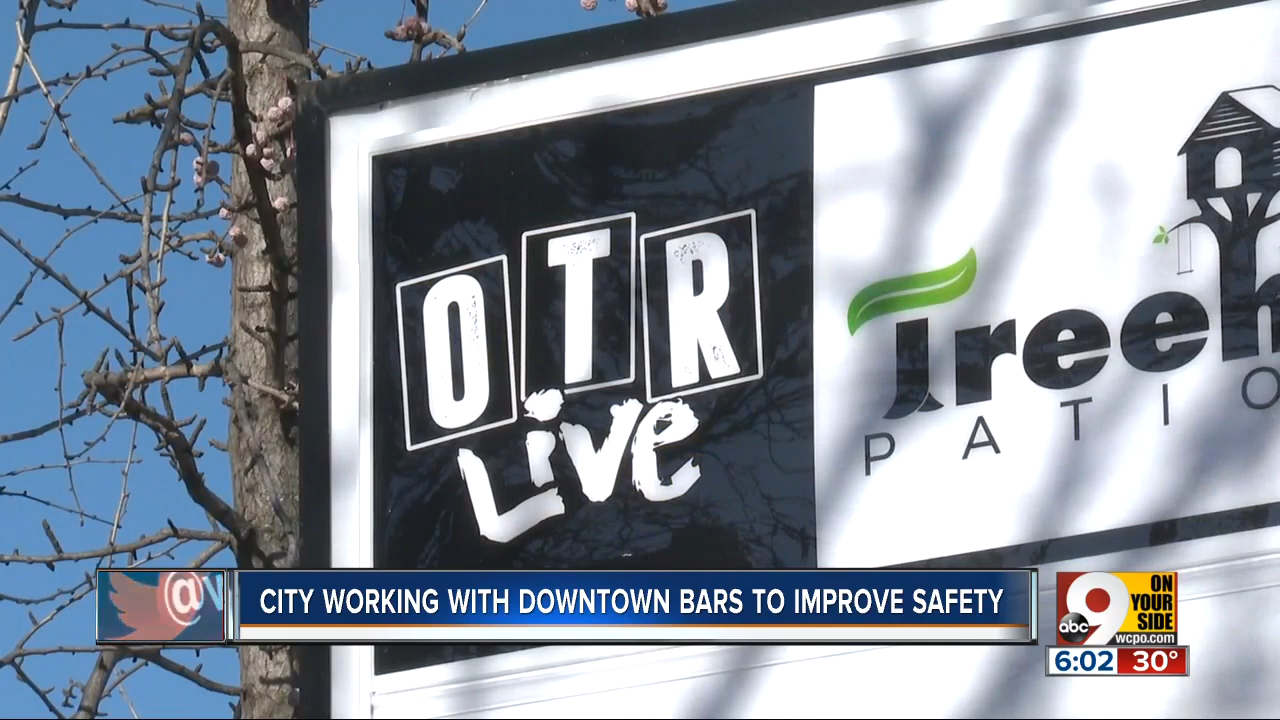 OTR
Live
Treeh
PATIO
@
CITY WORKING WITH DOWNTOWN BARS TO IMPROVE SAFETY
abc 9
ON
YOUR
SIDE
wcpo.com
6:02 30°